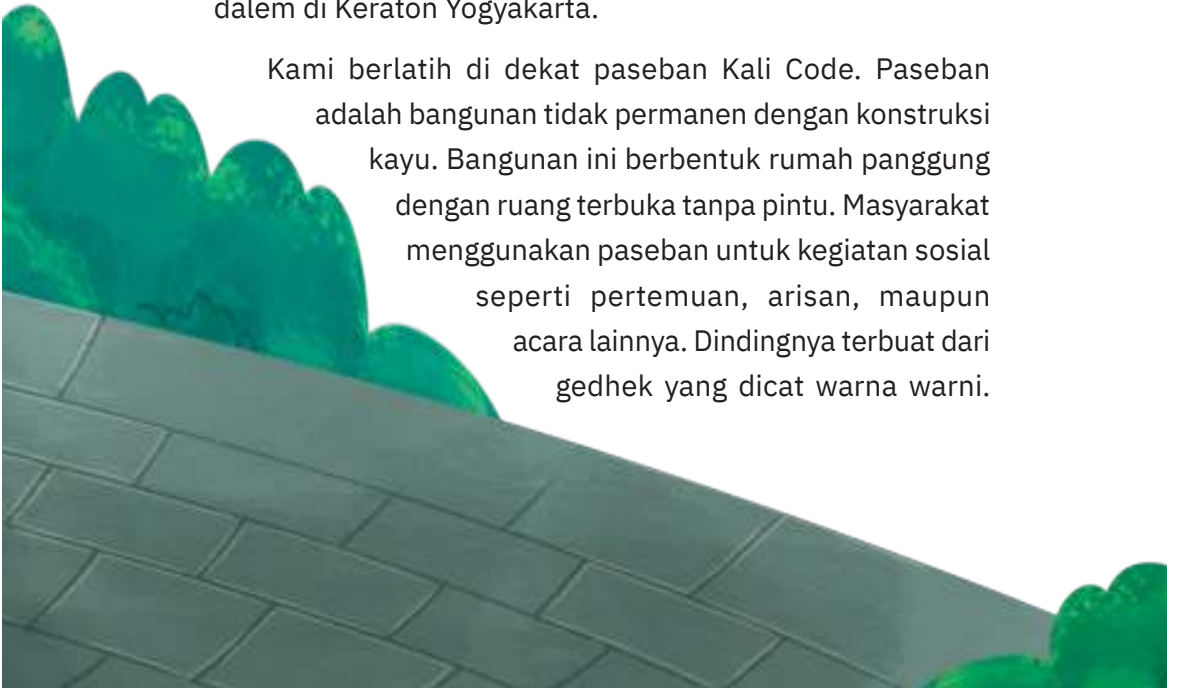 dalem di Keraton Yogyakarta.
Kami berlatih di dekat paseban Kali Code. Paseban
adalah bangunan tidak permanen dengan konstruksi
kayu. Bangunan ini berbentuk rumah panggung
dengan ruang terbuka tanpa pintu. Masyarakat
menggunakan paseban untuk kegiatan sosial
seperti pertemuan, arisan, maupun
acara lainnya. Dindingnya terbuat dari
gedhek yang dicat warna warni.